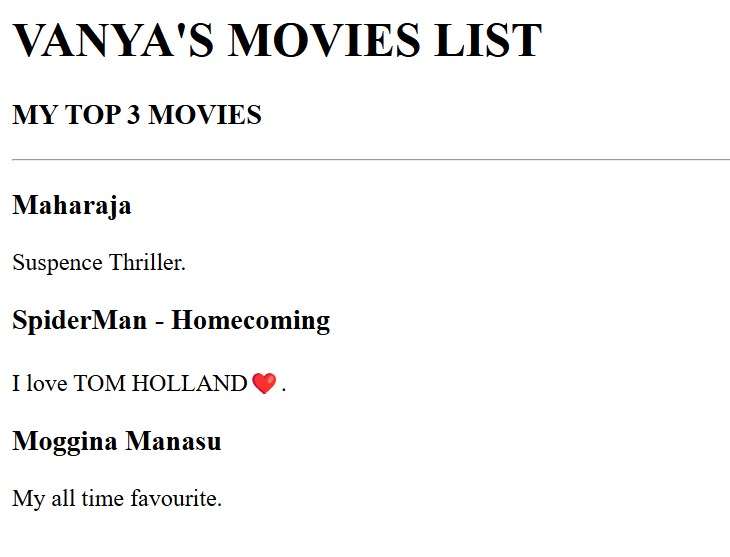 VANYA'S MOVIES LIST
MY TOP 3 MOVIES
Maharaja
Suspence Thriller.
SpiderMan - Homecoming
I love TOM HOLLAND❤️.
Moggina Manasu
My all time favourite.